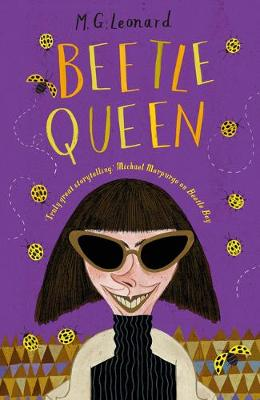 M.G.Leonard
BEETLE
QUEEN
'Truly great storytelling.' Michael Morpurgo on Beetle Boy